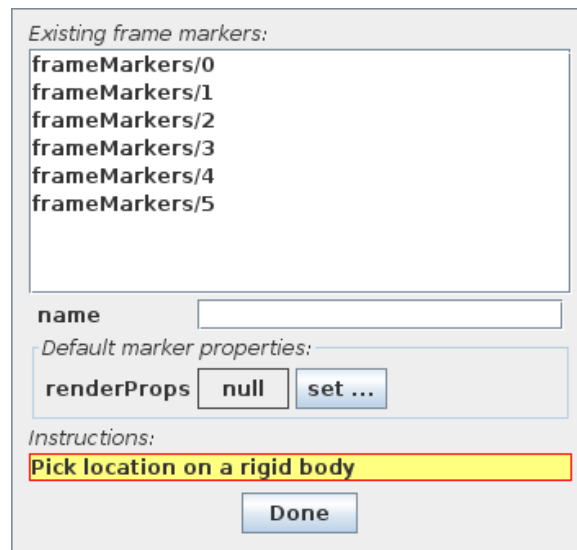 Existing frame markers:
frameMarkers/0
frameMarkers/1
frameMarkers/2
frameMarkers/3
frameMarkers/4
frameMarkers/5
name
Default marker properties:
renderProps null set ...
Instructions:
Pick location on a rigid body
Done